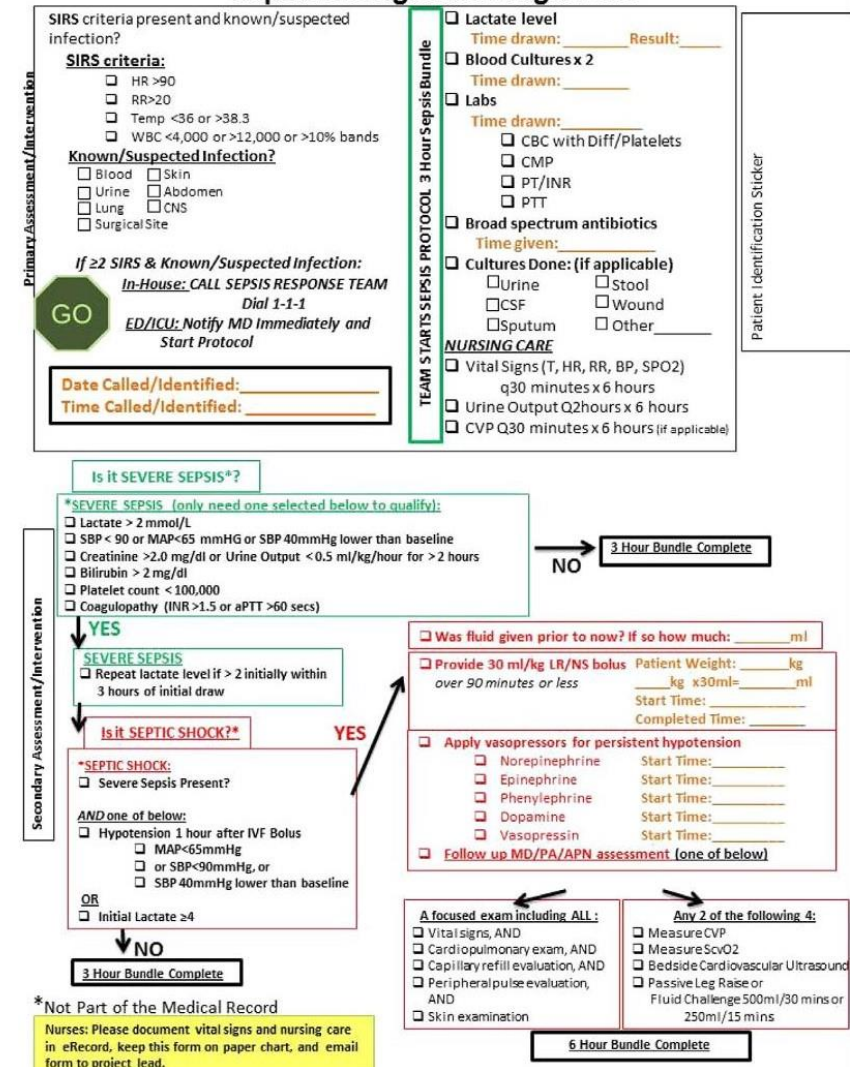 SIRS criteria present and known/suspected
infection?
SIRS criteria:
HR >90
RR>20
Temp <36 or >38.3
WBC <4,000 or >12,000 or >10% bands
Known/Suspected Infection?
Blood Skin
Urine Abdomen
Lung CNS
Surgical Site
If ≥2 SIRS & Known/Suspected Infection:
In-House: CALL SEPSIS RESPONSE TEAM
Dial 1-1-1
GO
ED/ICU: Notify MD Immediately and
Start Protocol
Date Called/Identified:
Time Called/Identified:
Primary Assessment/Intervention
TEAM STARTS SEPSIS PROTOCOL 3 Hour Sepsis Bundle
Lactate level
Time drawn: Result:
Blood Cultures x 2
Time drawn:
Labs
Time drawn:
CBC with Diff/Platelets
CMP
PT/INR
PTT
Broad spectrum antibiotics
Time given:
Cultures Done: (if applicable)
Urine Stool
CSF Wound
Sputum Other
NURSING CARE
Vital Signs (T, HR, RR, BP, SPO2)
q30 minutes x 6 hours
Urine Output Q2hours x 6 hours
CVP Q30 minutes x 6 hours (if applicable)
Patient Identification Sticker
Is it SEVERE SEPSIS*?
*SEVERE SEPSIS (only need one selected below to qualify):
Lactate > 2 mmol/L
SBP < 90 or MAP<65 mmHG or SBP 40mmHg lower than baseline
Creatinine >2.0 mg/dl or Urine Output <0.5 ml/kg/hour for >2 hours
Bilirubin > 2 mg/dl
Platelet count <100,000
Coagulopathy (INR >1.5 or aPTT >60 secs)
NO
3 Hour Bundle Complete
YES
SEVERE SEPSIS
Repeat lactate level if > 2 initially within
3 hours of initial draw
Secondary Assessment/Intervention
Is it SEPTIC SHOCK?*
YES
*SEPTIC SHOCK:
Severe Sepsis Present?
AND one of below:
Hypotension 1 hour after IVF Bolus
MAP<65mmHg
or SBP<90mmHg, or
SBP 40mmHg lower than baseline
OR
Initial Lactate ≥4
NO
3 Hour Bundle Complete
Was fluid given prior to now? If so how much: ml
Provide 30 ml/kg LR/NS bolus Patient Weight: kg
over 90 minutes or less kg x30ml= ml
Start Time:
Completed Time:
Apply vasopressors for persistent hypotension
Norepinephrine Start Time:
Epinephrine Start Time:
Phenylephrine Start Time:
Dopamine Start Time:
Vasopressin Start Time:
Follow up MD/PA/APN assessment (one of below)
A focused exam including ALL :
Vital signs, AND
Cardiopulmonary exam, AND
Capillary refill evaluation, AND
Peripheral pulse evaluation,
AND
Skin examination
Any 2 of the following 4:
Measure CVP
Measure ScvO2
Bedside Cardiovascular Ultrasound
Passive Leg Raise or
Fluid Challenge 500ml/30 mins or
250ml/15 mins
6 Hour Bundle Complete
*Not Part of the Medical Record
Nurses: Please document vital signs and nursing care
in eRecord, keep this form on paper chart, and email
form to project lead.